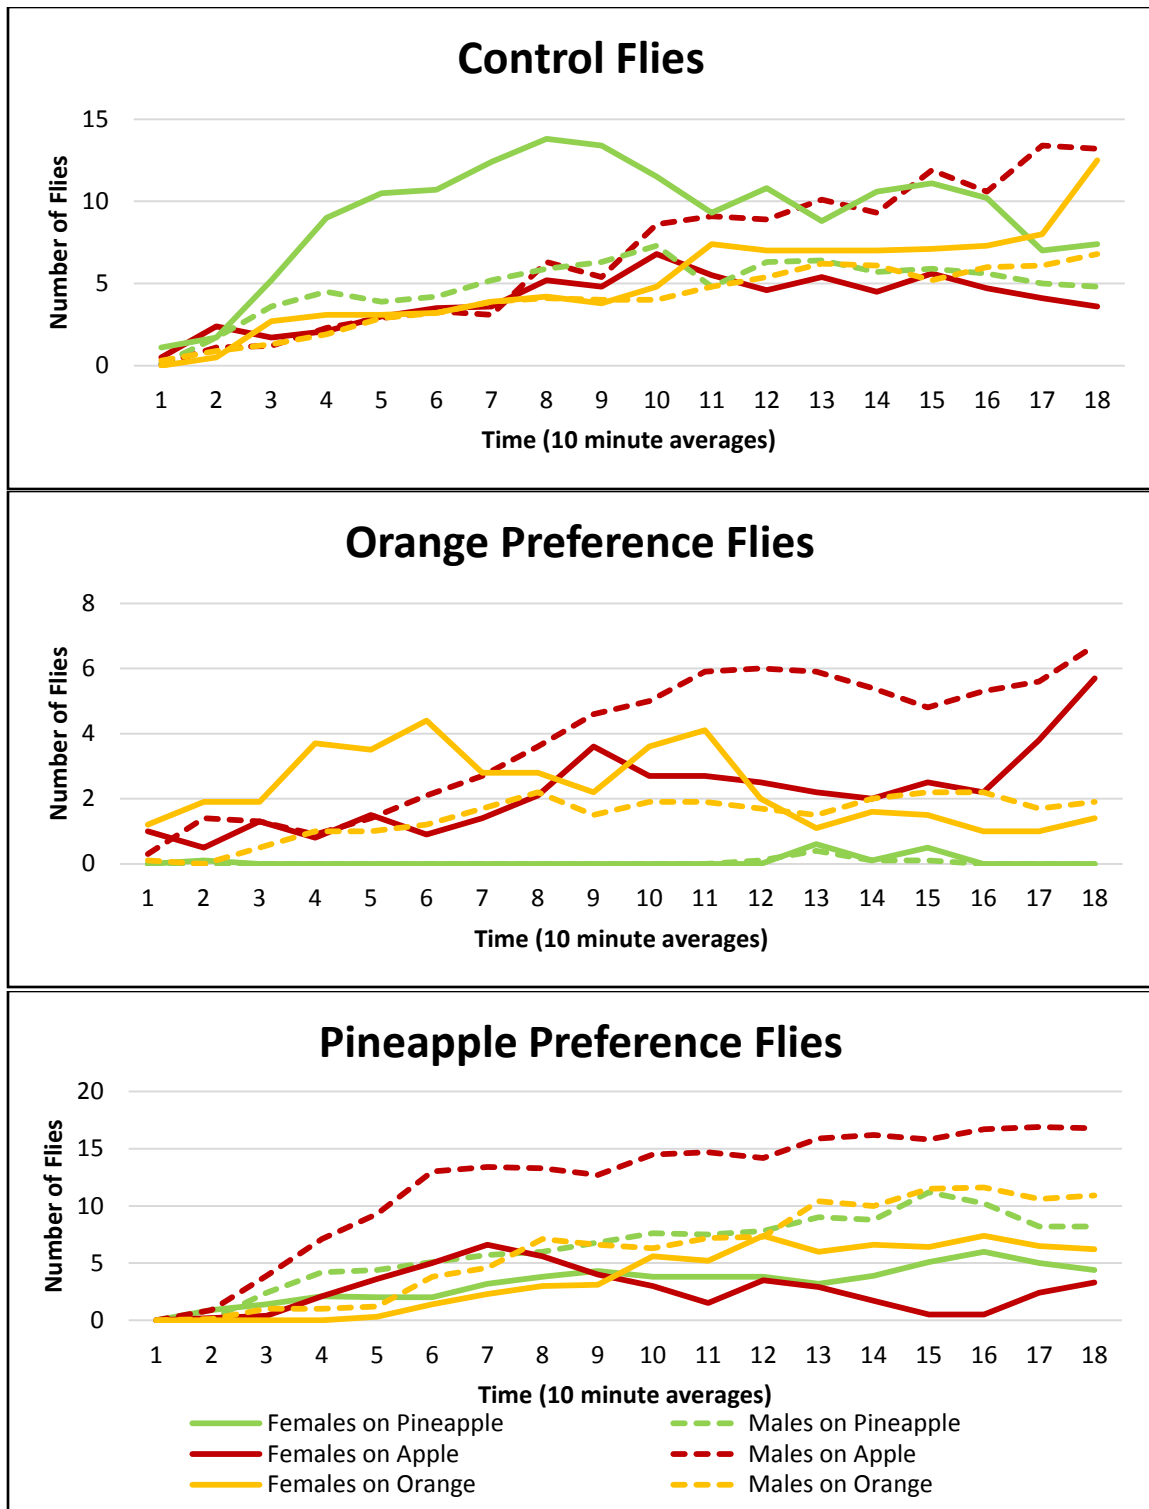 Control Flies
15
10
5
0
Number of Flies
1 2 3 4 5 6 7 8 9 10 11 12 13 14 15 16 17 18
Time (10 minute averages)
Orange Preference Flies
8
6
4
2
0
Number of Flies
1 2 3 4 5 6 7 8 9 10 11 12 13 14 15 16 17 18
Time (10 minute averages)
Pineapple Preference Flies
20
15
10
5
0
Number of Flies
1 2 3 4 5 6 7 8 9 10 11 12 13 14 15 16 17 18
Time (10 minute averages)
Females on Pineapple Males on Pineapple
Females on Apple Males on Apple
Females on Orange Males on Orange